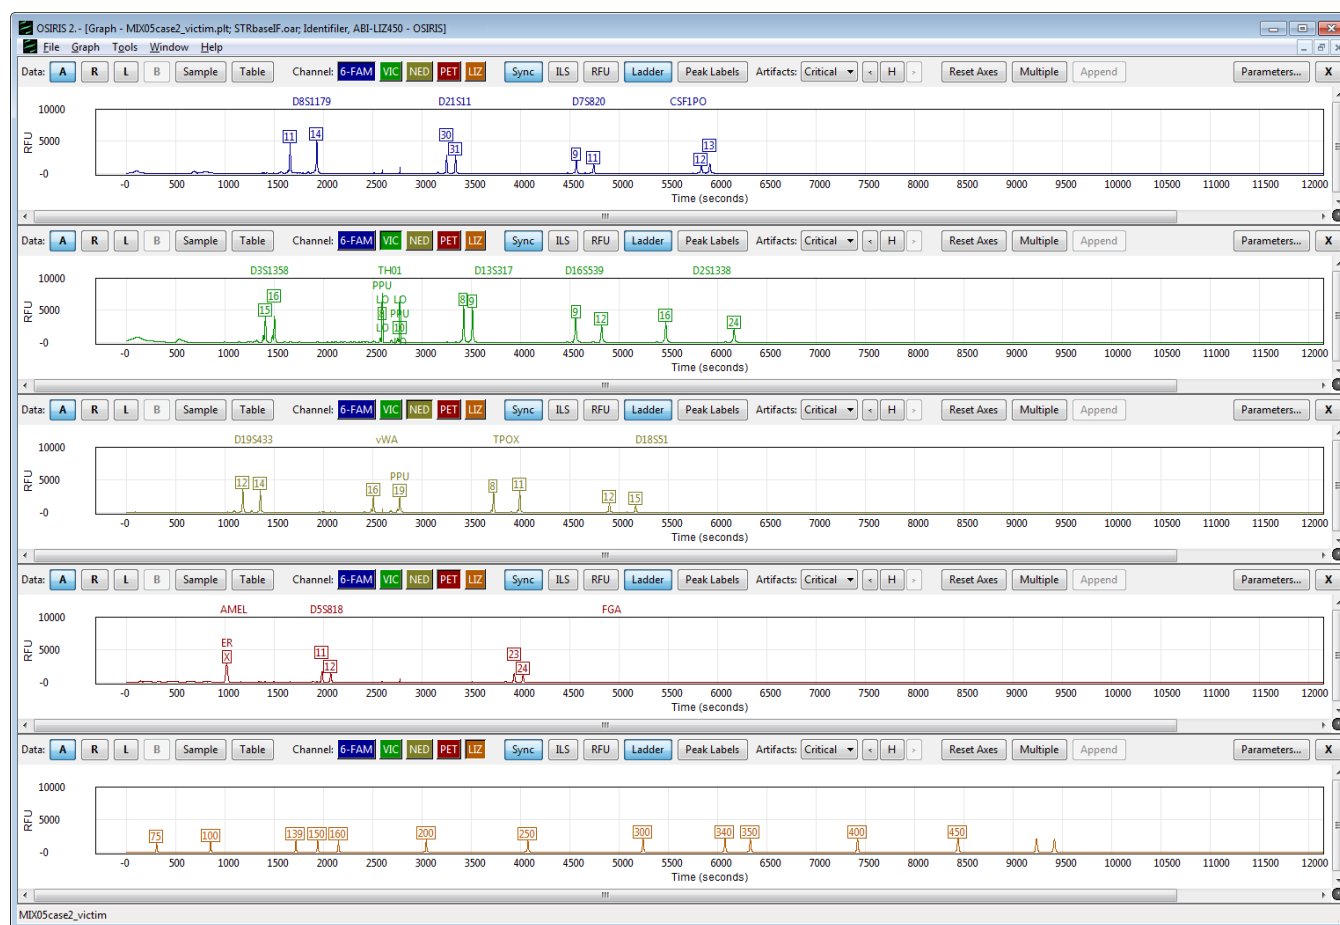 OSIRIS 2.- [Graph - MIX05case2_victim.plt; STRbaseIF.oar; Identifiler, ABI-LIZ450 - OSIRIS]
File Graph Tools Window Help
Data: A R L B Sample Table Channel: 6-FAM VIC NED PET LIZ Sync ILS RFU Ladder Peak Labels Artifacts: Critical < H > Reset Axes Multiple Append Parameters... X
D8S1179 D21S11 D7S820 CSF1PO
10000
5000
-0
RFU
11 14 30 31 9 11 12 13
-0 500 1000 1500 2000 2500 3000 3500 4000 4500 5000 5500 6000 6500 7000 7500 8000 8500 9000 9500 10000 10500 11000 11500 12000
Time (seconds)
Data: A R L B Sample Table Channel: 6-FAM VIC NED PET LIZ Sync ILS RFU Ladder Peak Labels Artifacts: Critical < H > Reset Axes Multiple Append Parameters... X
D3S1358 TH01 D13S317 D16S539 D2S1338
10000
5000
-0
RFU
PPU
LO LO
8 PPU
LO 10
LO
15 16 8 9 9 12 16 24
-0 500 1000 1500 2000 2500 3000 3500 4000 4500 5000 5500 6000 6500 7000 7500 8000 8500 9000 9500 10000 10500 11000 11500 12000
Time (seconds)
Data: A R L B Sample Table Channel: 6-FAM VIC NED PET LIZ Sync ILS RFU Ladder Peak Labels Artifacts: Critical < H > Reset Axes Multiple Append Parameters... X
D19S433 vWA TPOX D18S51
10000
5000
-0
RFU
PPU
12 14 16 19 8 11 12 15
-0 500 1000 1500 2000 2500 3000 3500 4000 4500 5000 5500 6000 6500 7000 7500 8000 8500 9000 9500 10000 10500 11000 11500 12000
Time (seconds)
Data: A R L B Sample Table Channel: 6-FAM VIC NED PET LIZ Sync ILS RFU Ladder Peak Labels Artifacts: Critical < H > Reset Axes Multiple Append Parameters... X
AMEL D5S818 FGA
10000
5000
-0
RFU
ER
X 11 12 23 24
-0 500 1000 1500 2000 2500 3000 3500 4000 4500 5000 5500 6000 6500 7000 7500 8000 8500 9000 9500 10000 10500 11000 11500 12000
Time (seconds)
Data: A R L B Sample Table Channel: 6-FAM VIC NED PET LIZ Sync ILS RFU Ladder Peak Labels Artifacts: Critical < H > Reset Axes Multiple Append Parameters... X
10000
5000
-0
RFU
75 100 139 150 160 200 250 300 340 350 400 450
-0 500 1000 1500 2000 2500 3000 3500 4000 4500 5000 5500 6000 6500 7000 7500 8000 8500 9000 9500 10000 10500 11000 11500 12000
Time (seconds)
MIX05case2_victim